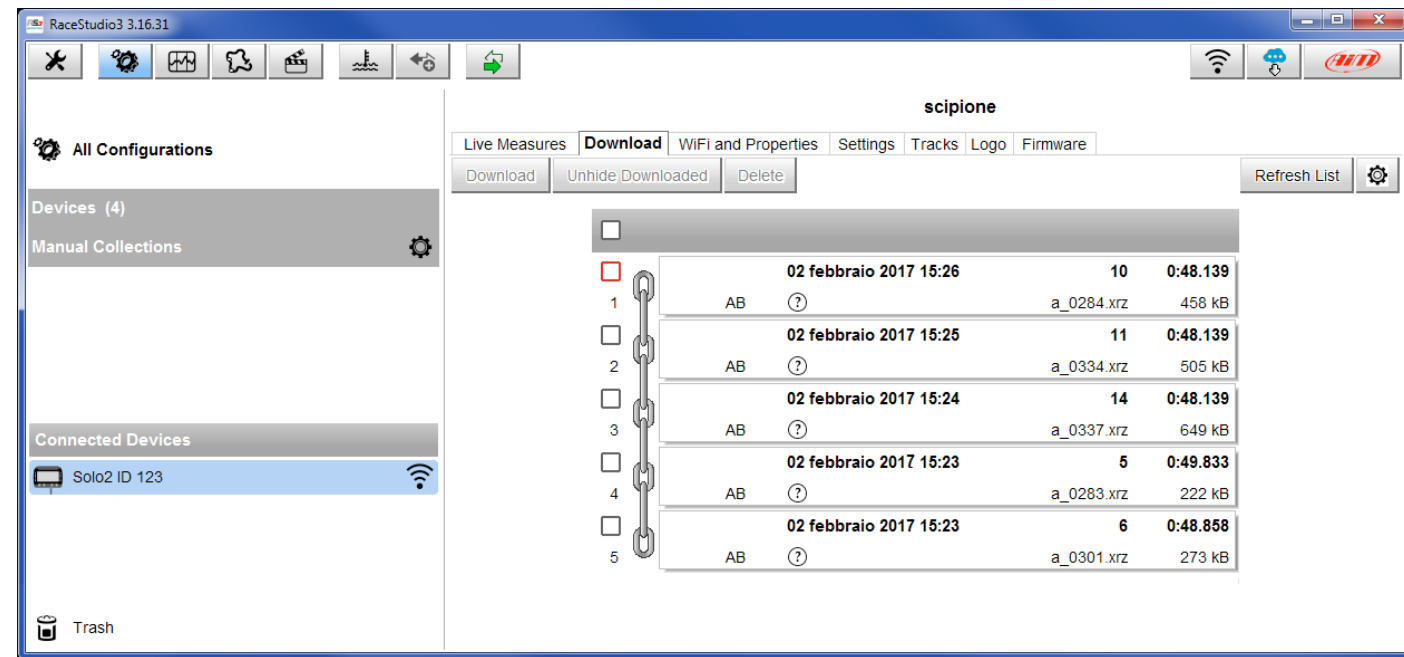 RaceStudio3 3.16.31
AiM
scipione
All Configurations
Live Measures Download WiFi and Properties Settings Tracks Logo Firmware
Download Unhide Downloaded Delete Refresh List
Devices (4)
Manual Collections
02 febbraio 2017 15:26 10 0:48.139
1 AB ? a_0284.xrz 458 kB
02 febbraio 2017 15:25 11 0:48.139
2 AB ? a_0334.xrz 505 kB
02 febbraio 2017 15:24 14 0:48.139
3 AB ? a_0337.xrz 649 kB
Connected Devices
02 febbraio 2017 15:23 5 0:49.833
Solo2 ID 123
4 AB ? a_0283.xrz 222 kB
02 febbraio 2017 15:23 6 0:48.858
5 AB ? a_0301.xrz 273 kB
Trash